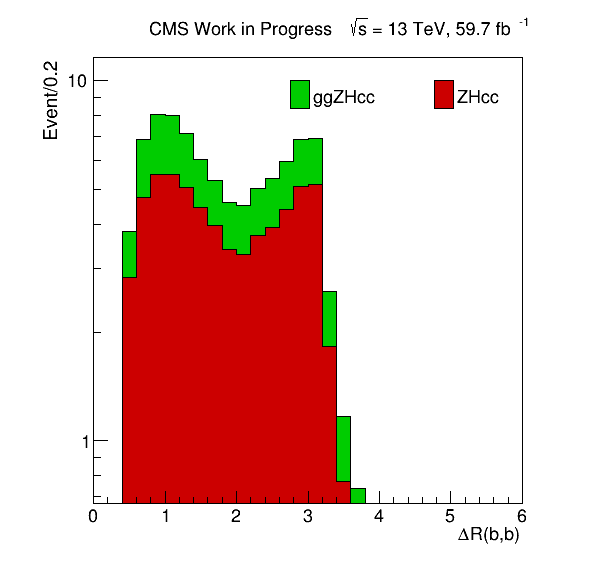 CMS Work in Progress √s = 13 TeV, 59.7 fb⁻¹
Event/0.2
10
1
ggZHcc
ZHcc
0 1 2 3 4 5 6
ΔR(b,b)